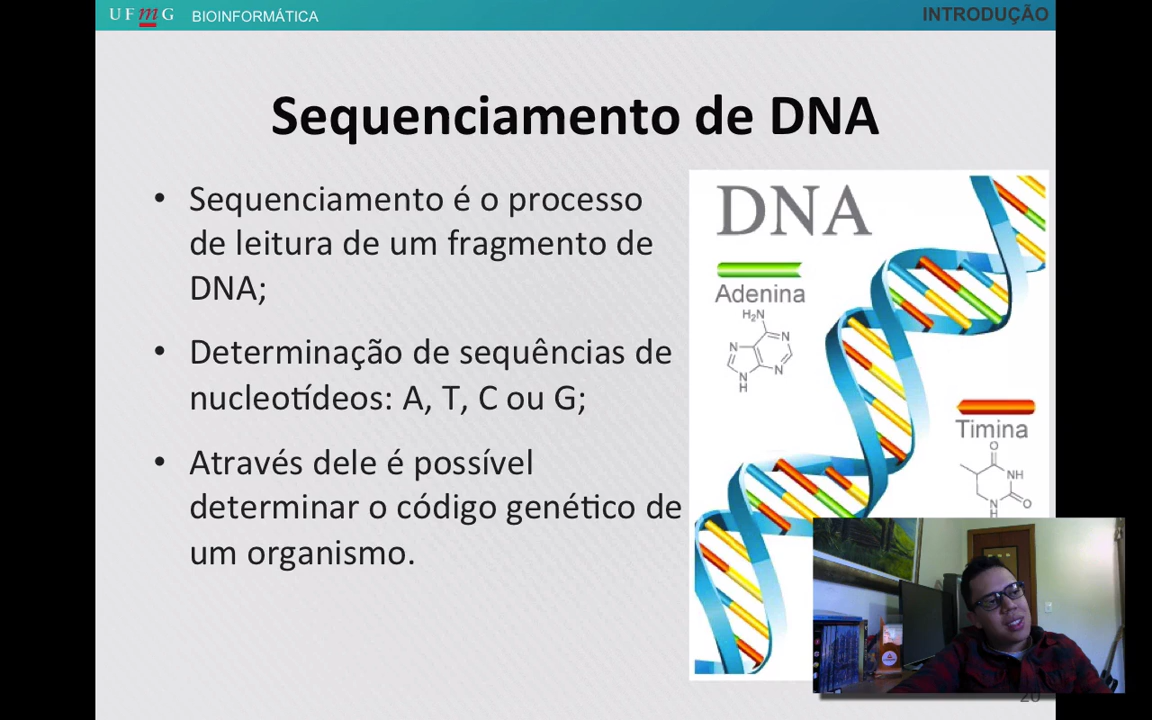 UFmG BIOINFORMÁTICA
INTRODUÇÃO
Sequenciamento de DNA
• Sequenciamento é o processo
de leitura de um fragmento de
DNA;
• Determinação de sequências de
nucleotídeos: A, T, C ou G;
• Através dele é possível
determinar o código genético de
um organismo.
DNA
Adenina
H₂N
N
N
N
N
H
Timina
O
NH
N
H
O
20